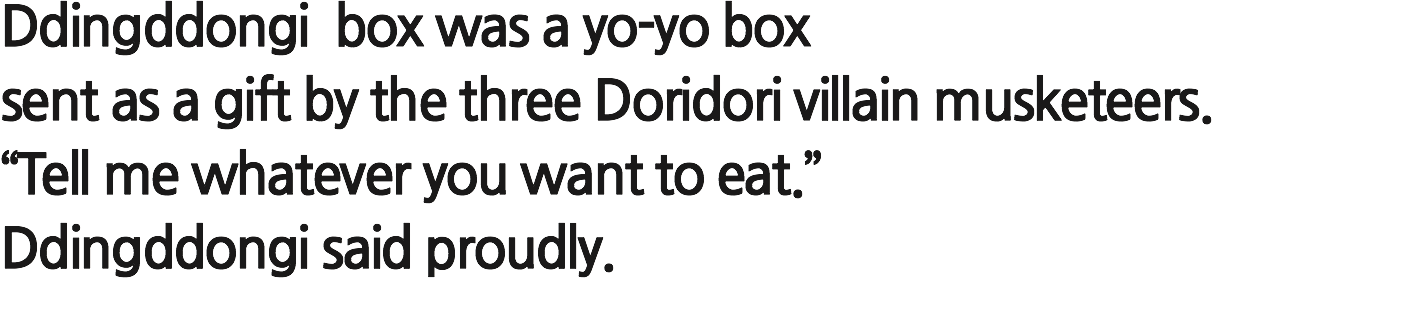 Ddingddongi  box was a yo-yo box
sent as a gift by the three Doridori villain musketeers.
“Tell me whatever you want to eat.”
Ddingddongi said proudly.